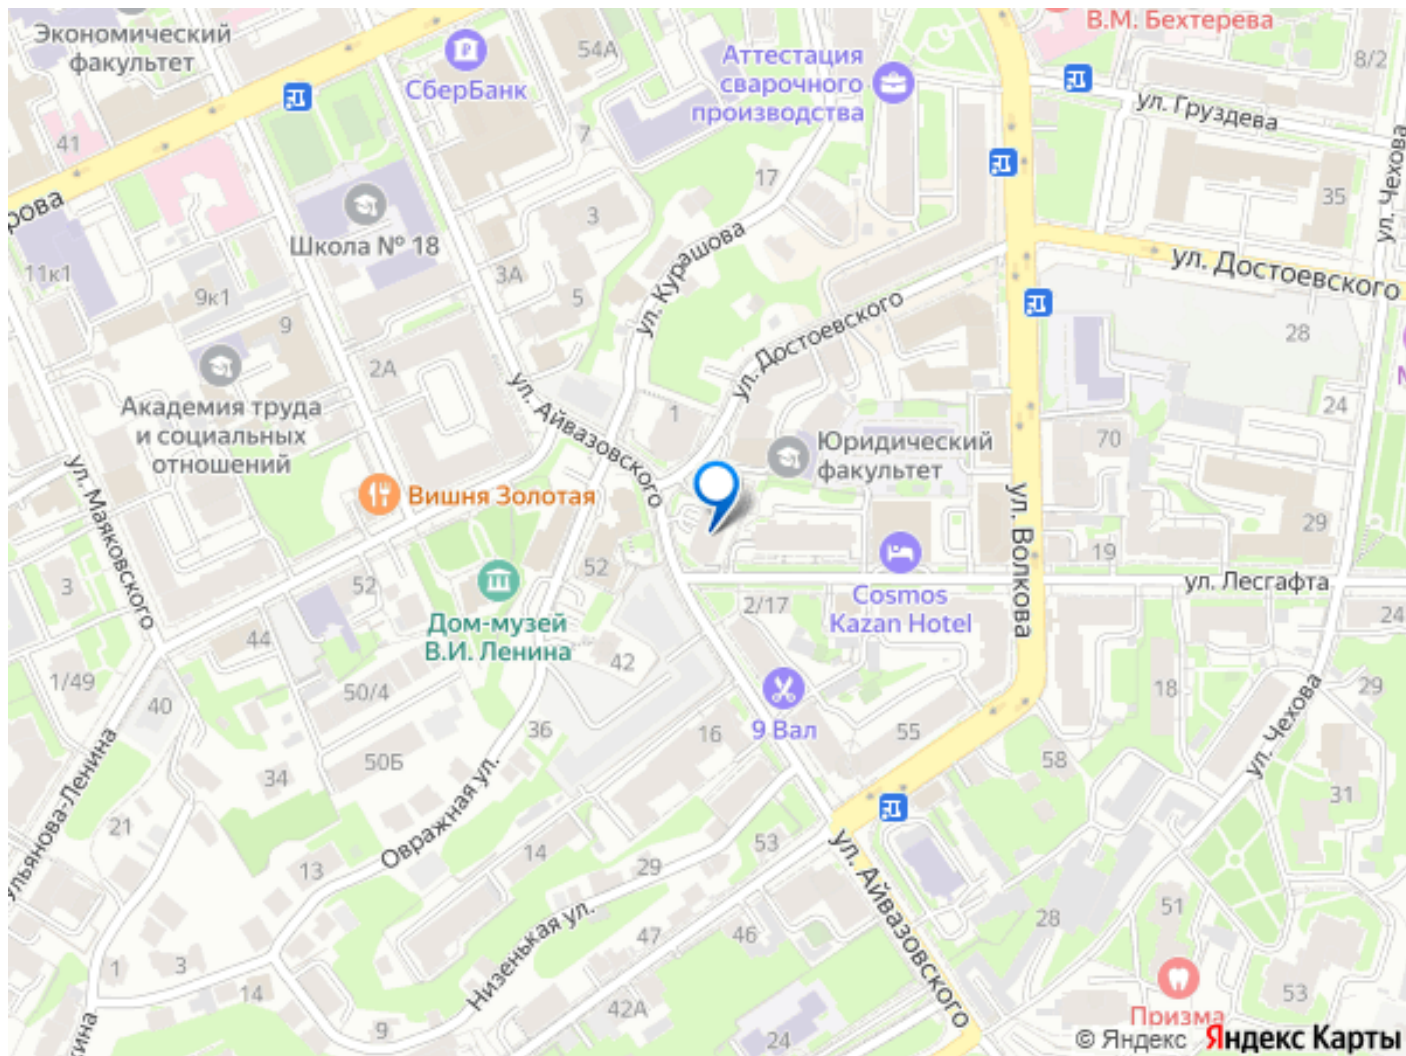 Экономический
факультет
СберБанк
54А
Аттестация
сварочного
производства
В.М. Бехтерева
8/2
ул. Груздева
41
7
17
ул. Чехова
35
рова
Школа № 18
3
3А
ул. Курашова
ул. Достоевского
11к1
9к1
5
9
28
2А
ул. Достоевского
Академия труда
и социальных
отношений
ул. Айвазовского
1
24
70
Юридический
факультет
Вишня Золотая
ул. Маяковского
ул. Волкова
29
19
3
52
52
Дом-музей
В.И. Ленина
2/17
Cosmos
Kazan Hotel
ул. Лесгафта
24
44
42
1/49
50/4
40
18
29
36
16
9 Вал
55
58
ул. Чехова
50Б
34
31
ульянова-Ленина
21
Овражная ул.
13
14
29
53
ул. Айвазовского
28
51
Низенькая ул.
47
46
1
3
14
9
42А
24
53
Призма
кина
© Яндекс Яндекс Карты